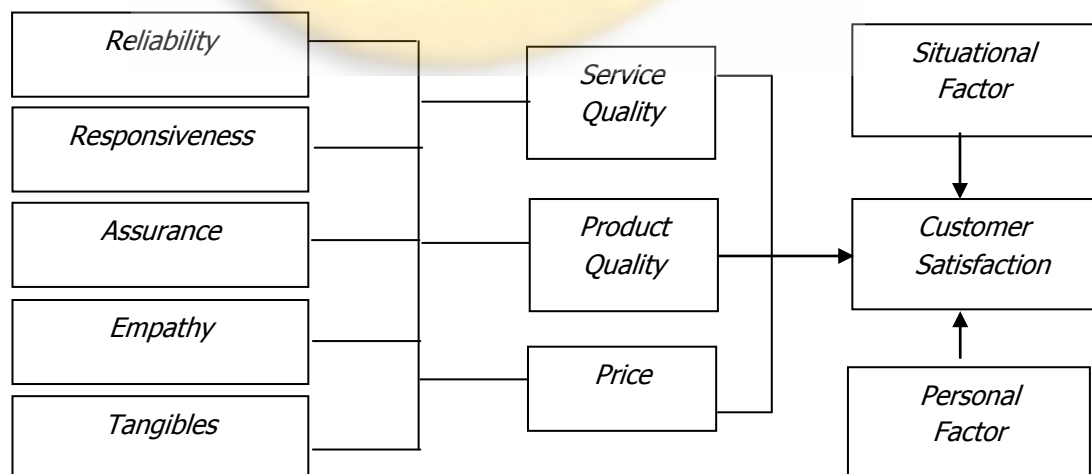 Reliability
Responsiveness
Assurance
Empathy
Tangibles
Service
Quality
Product
Quality
Price
Situational
Factor
Customer
Satisfaction
Personal
Factor